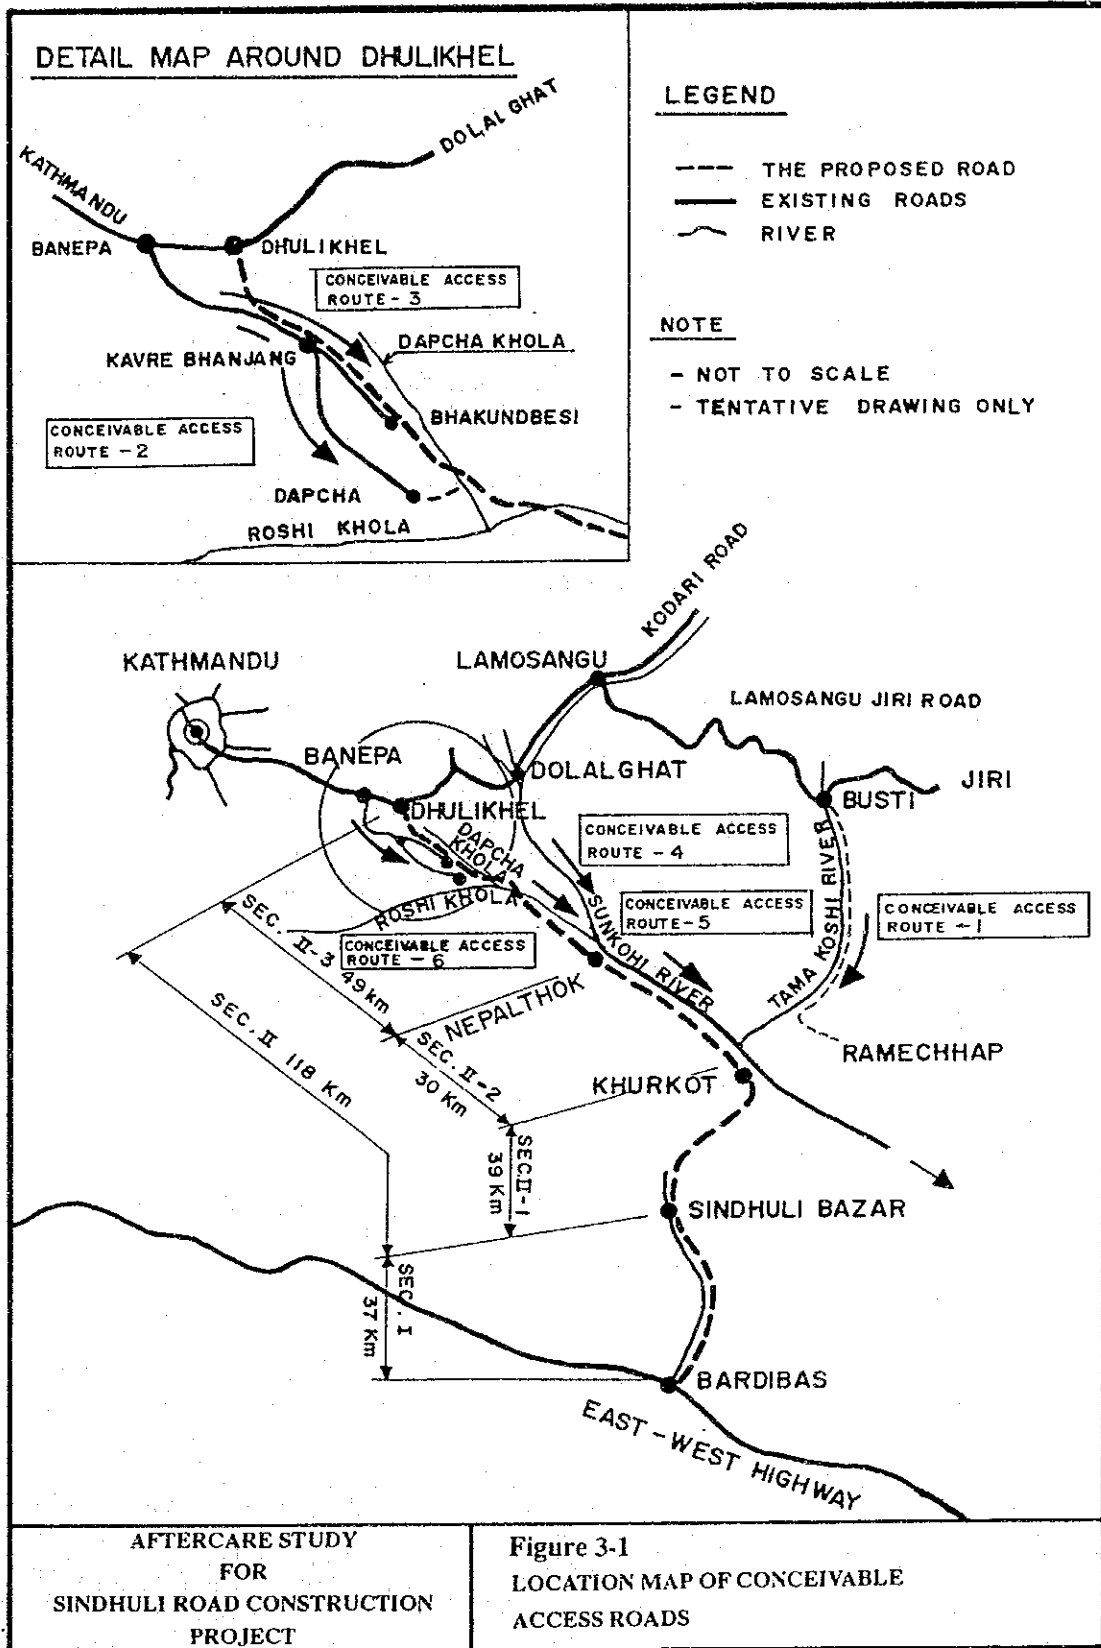 DETAIL MAP AROUND DHULIKHEL
DOLALGHAT
KATHMANDU
BANEPA
DHULIKHEL
CONCEIVABLE ACCESS
ROUTE - 3
KAVRE BHANJANG
DAPCHA KHOLA
BHAKUNDBESI
CONCEIVABLE ACCESS
ROUTE - 2
DAPCHA
ROSHI KHOLA
LEGEND
THE PROPOSED ROAD
EXISTING ROADS
RIVER
NOTE
- NOT TO SCALE
- TENTATIVE DRAWING ONLY
KODARI ROAD
KATHMANDU
LAMOSANGU
LAMOSANGU JIRI ROAD
BANEPA
DOLALGHAT
JIRI
BUSTI
DHULIKHEL
DAPCHA
KHOLA
CONCEIVABLE ACCESS
ROUTE - 4
ROSHI KHOLA
SUNKOHI RIVER
CONCEIVABLE ACCESS
ROUTE - 5
TAMA KOSHI RIVER
CONCEIVABLE ACCESS
ROUTE - 1
CONCEIVABLE ACCESS
ROUTE - 6
SEC.
II-3 49km
NEPALTHOK
SEC. II 118 Km
SEC. II-2
30 Km
RAMECHHAP
KHURKOT
SEC.II-1
39 Km
SINDHULI BAZAR
SEC. I
37 Km
BARDIBAS
EAST - WEST HIGHWAY
AFTERCARE STUDY
FOR
SINDHULI ROAD CONSTRUCTION
PROJECT
Figure 3-1
LOCATION MAP OF CONCEIVABLE
ACCESS ROADS